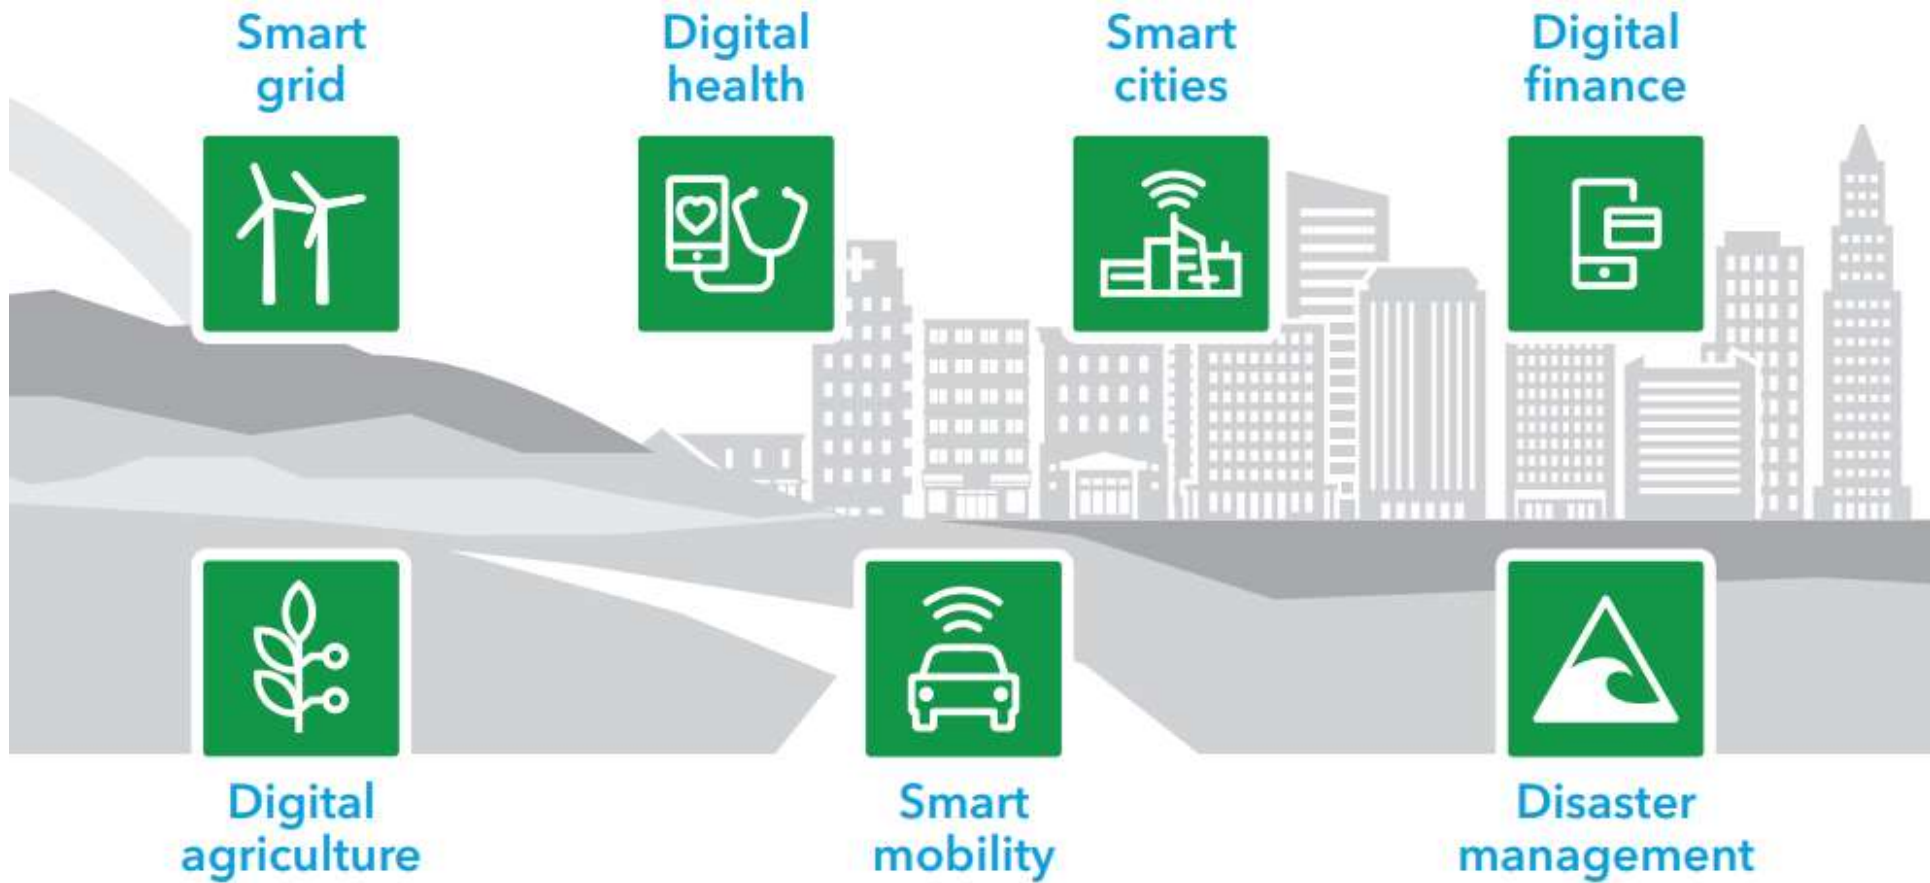 Smart
grid
Digital
health
Smart
cities
Digital
finance
Digital
agriculture
Smart
mobility
Disaster
management